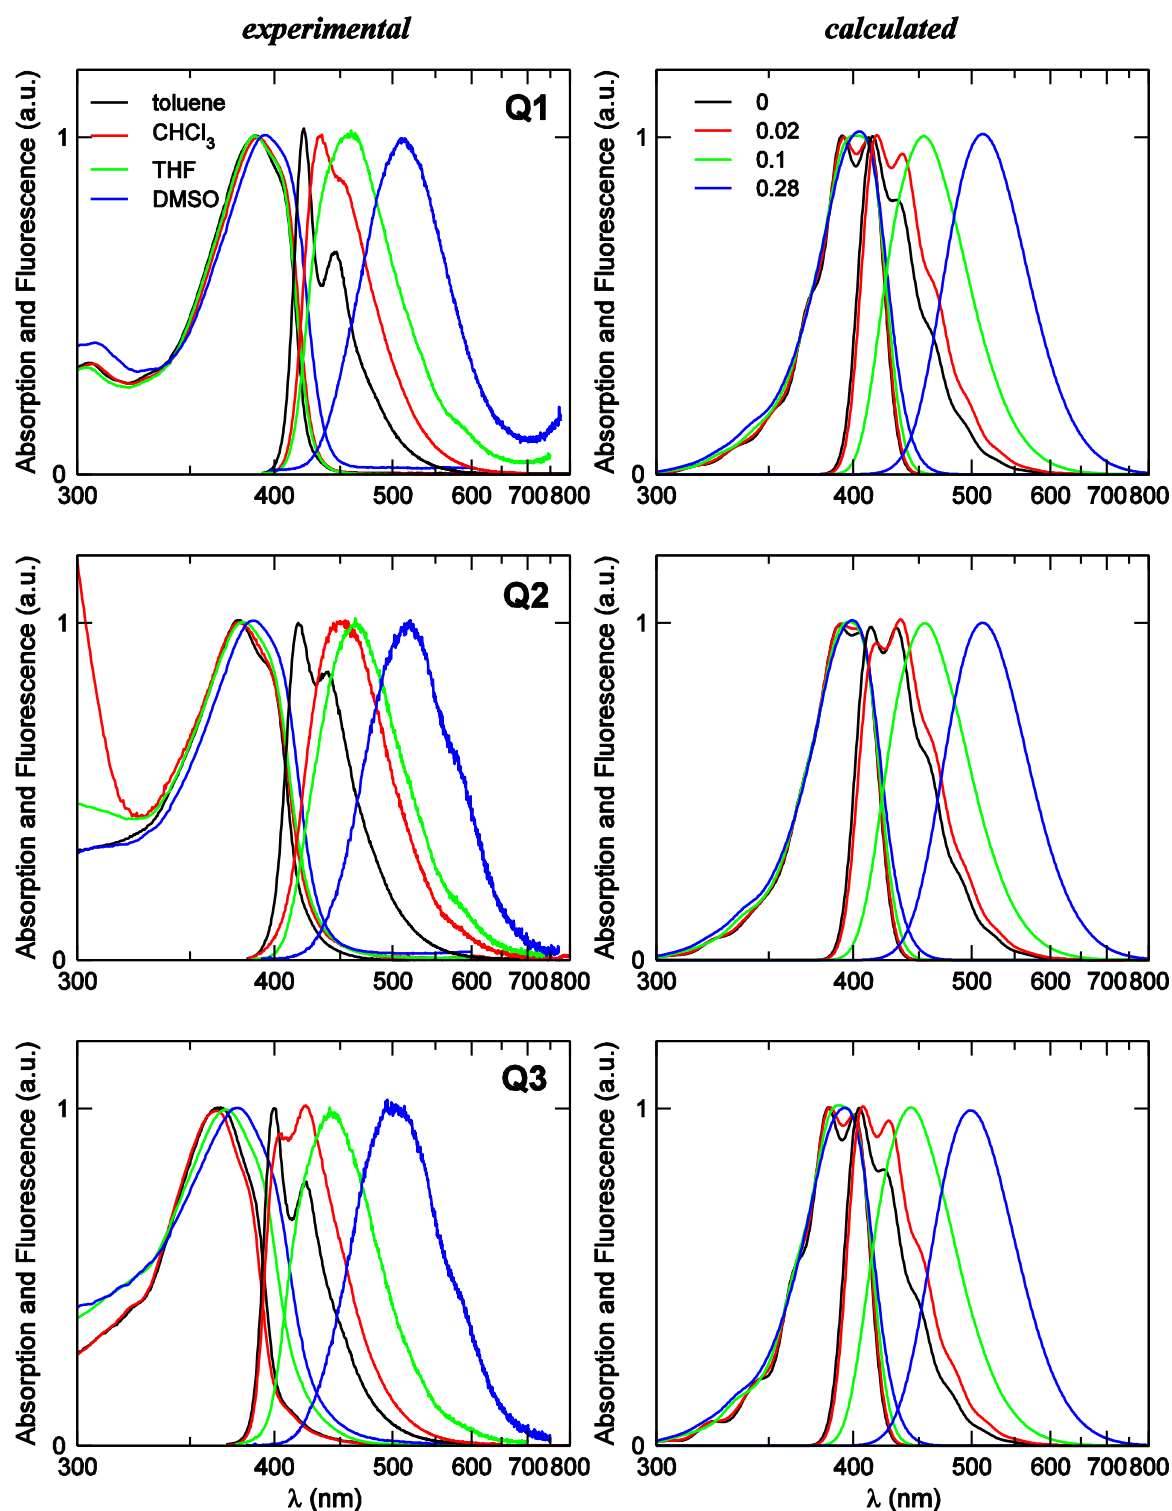 experimental
calculated
Absorption and Fluorescence (a.u.)
1
0
toluene
CHCl₃
THF
DMSO
Q1
300 400 500 600 700 800
Absorption and Fluorescence (a.u.)
1
0
0
0.02
0.1
0.28
300 400 500 600 700 800
Absorption and Fluorescence (a.u.)
1
0
Q2
300 400 500 600 700 800
Absorption and Fluorescence (a.u.)
1
0
300 400 500 600 700 800
Absorption and Fluorescence (a.u.)
1
0
Q3
300 400 500 600 700 800
λ (nm)
Absorption and Fluorescence (a.u.)
1
0
300 400 500 600 700 800
λ (nm)